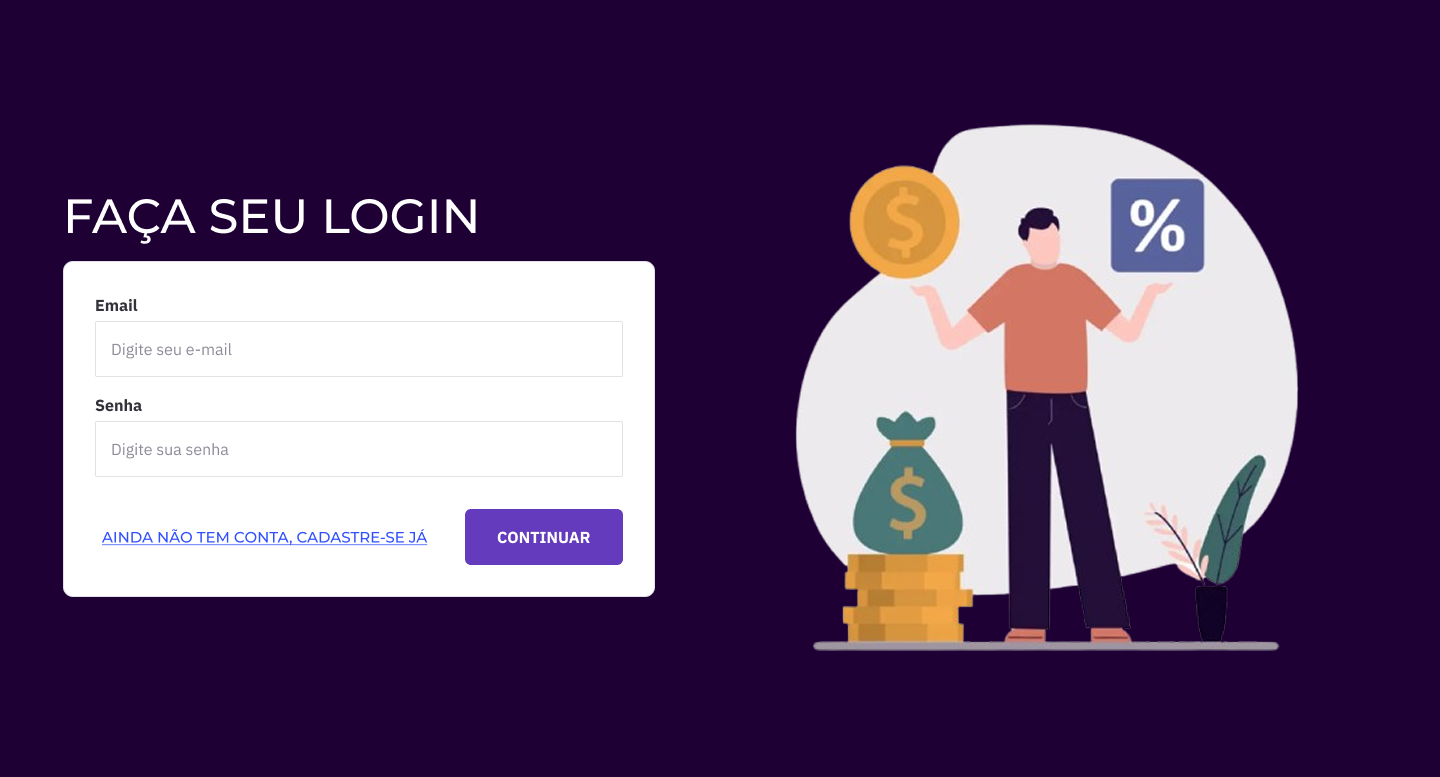 FAÇA SEU LOGIN
Email
Digite seu e-mail
Senha
Digite sua senha
AINDA NÃO TEM CONTA, CADASTRE-SE JÁ
CONTINUAR
$
%
$